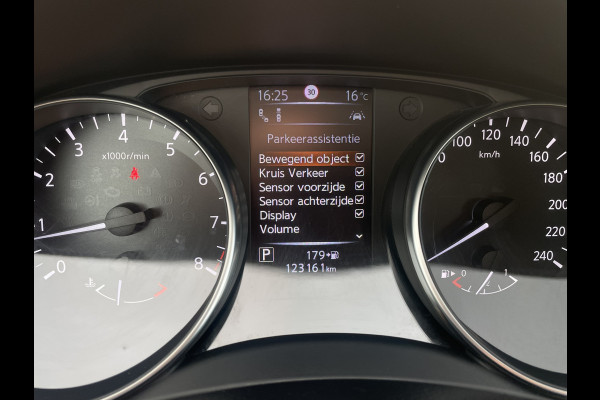 16:25 30 16°C
Parkeerassistentie
Bewegend object
Kruis Verkeer
Sensor voorzijde
Sensor achterzijde
Display
Volume
P 179
123161 km
x1000r/min
0 1 2 3 4 5 6 7 8
km/h
0 100 120 140 160 180 200 220 240
0 1